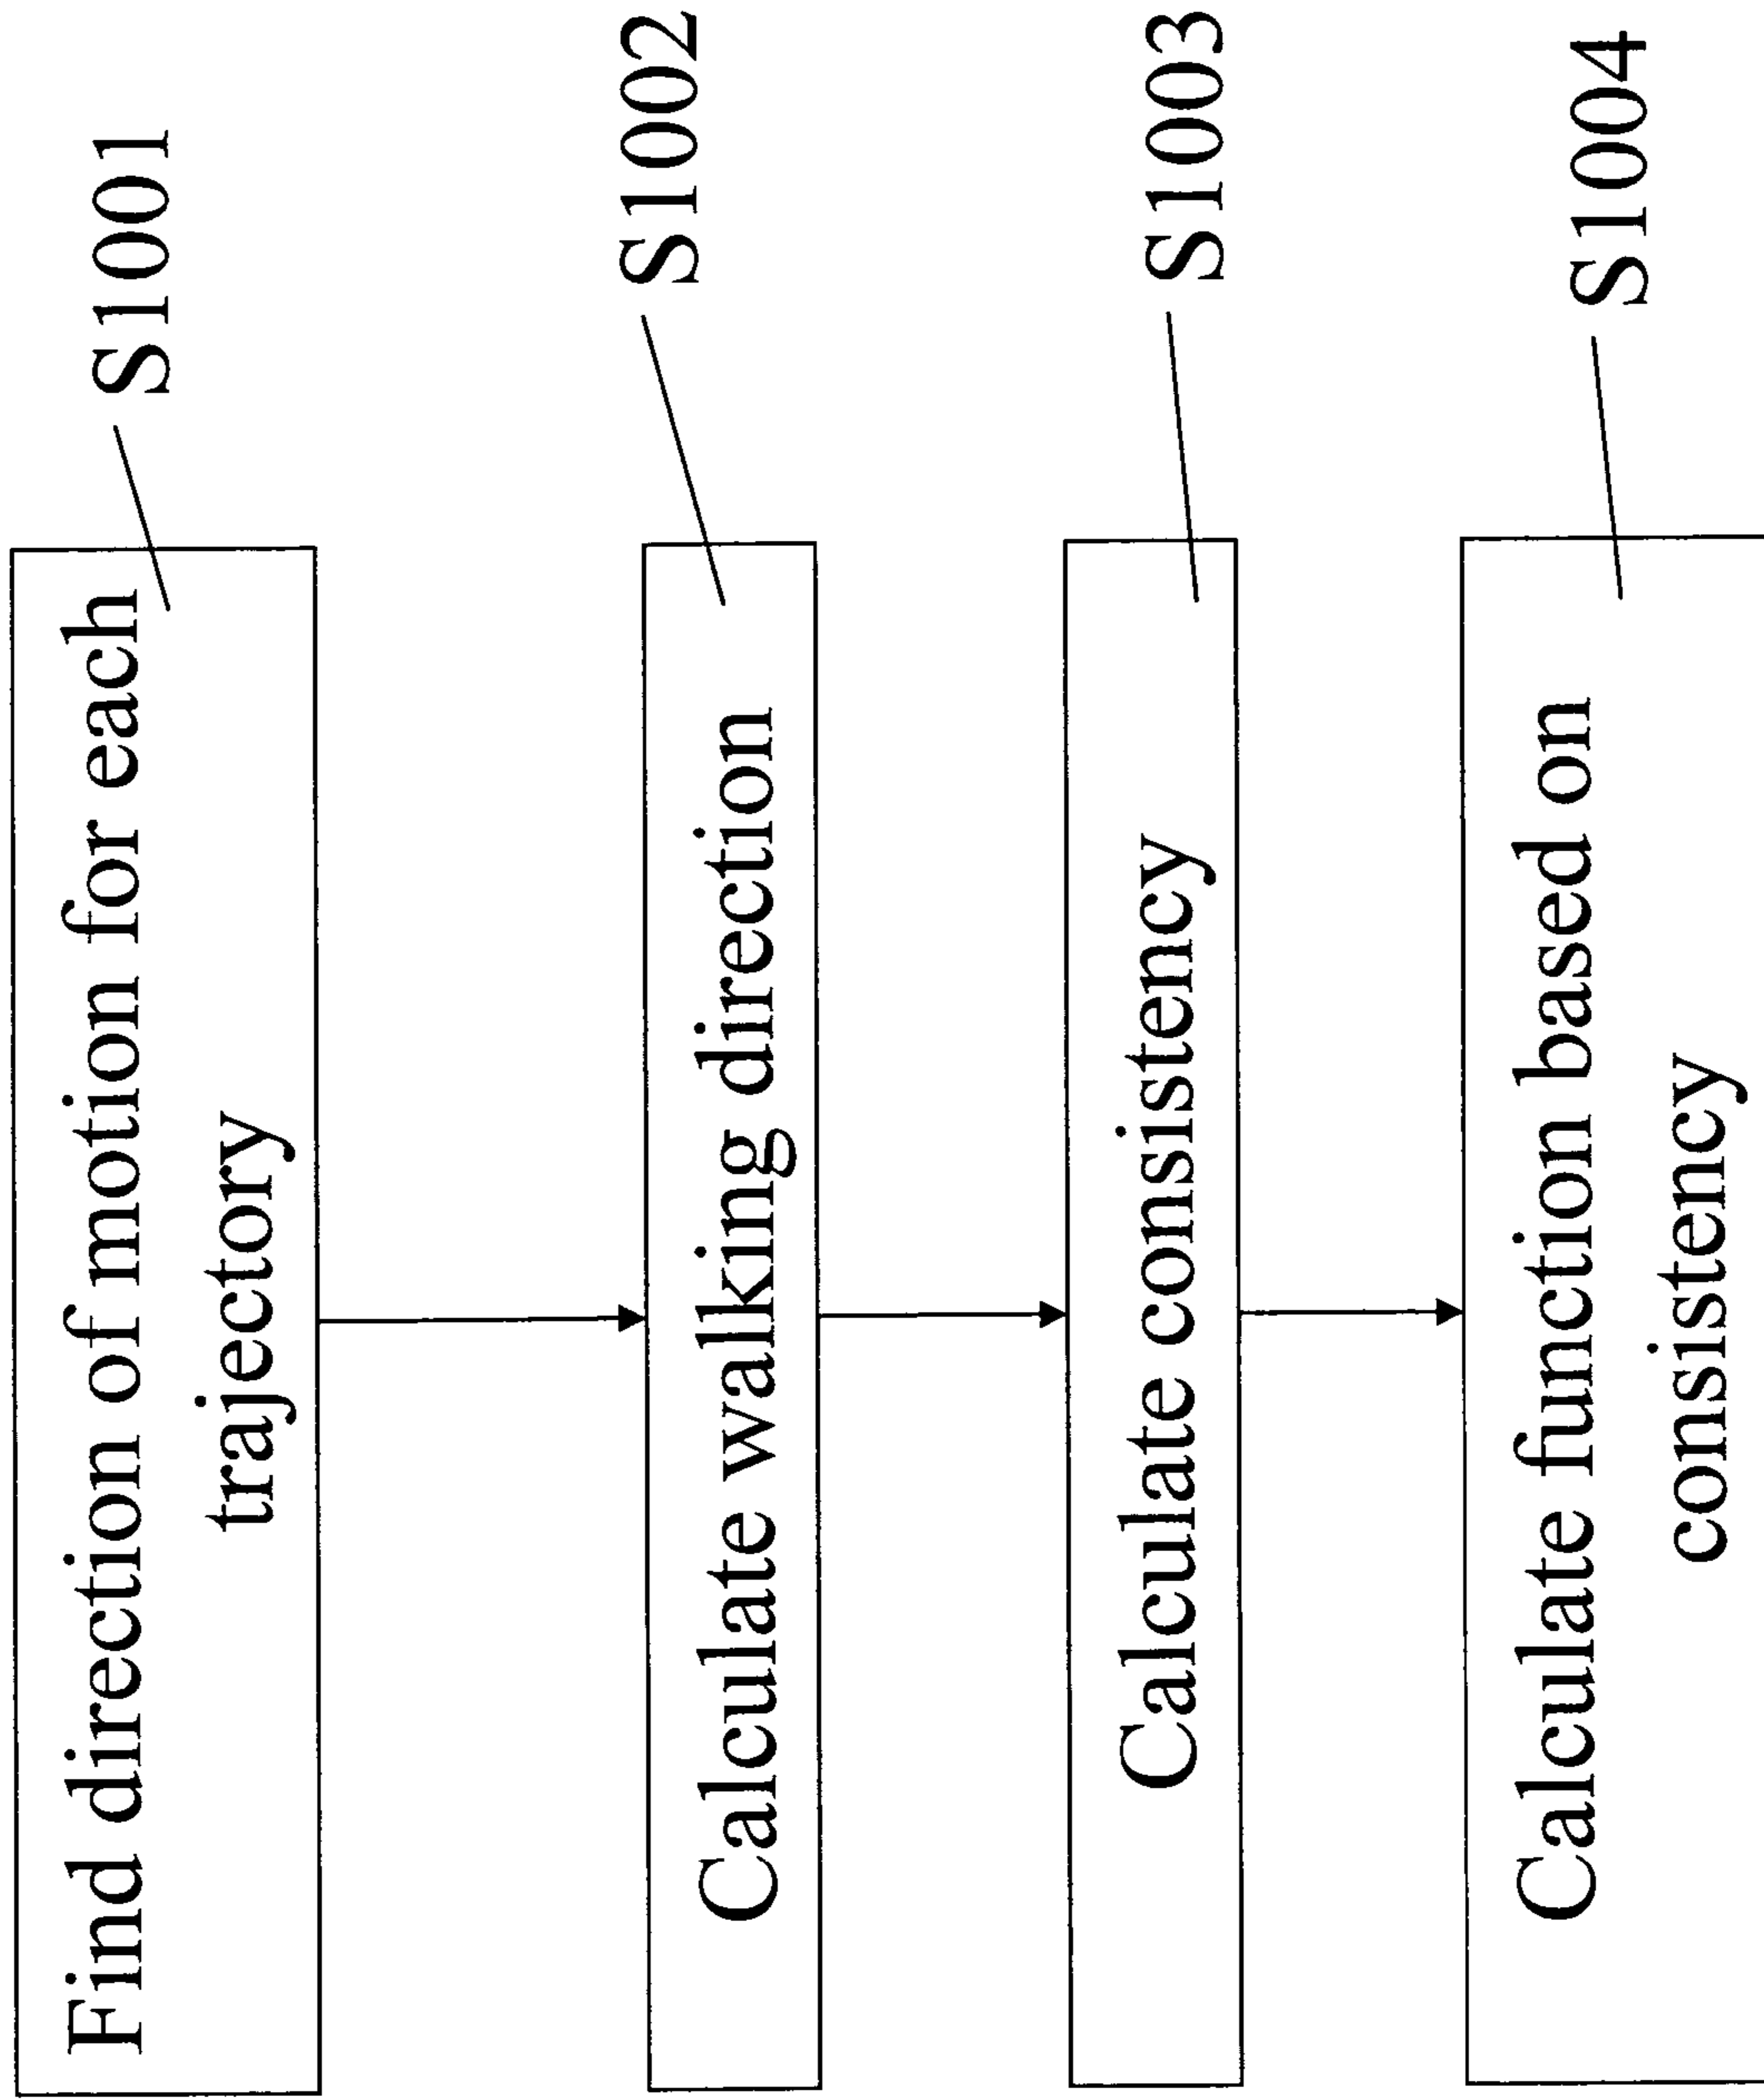 Find direction of motion for each
trajectory
S1001
Calculate walking direction
S1002
Calculate consistency
S1003
Calculate function based on
consistency
S1004